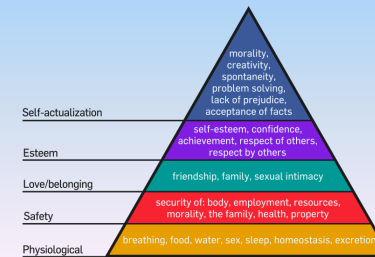 morality,
creativity,
spontaneity,
problem solving,
lack of prejudice,
acceptance of facts
Self-actualization
self-esteem, confidence,
achievement, respect of others,
respect by others
Esteem
friendship, family, sexual intimacy
Love/belonging
security of: body, employment, resources,
morality, the family, health, property
Safety
breathing, food, water, sex, sleep, homeostasis, excretion
Physiological